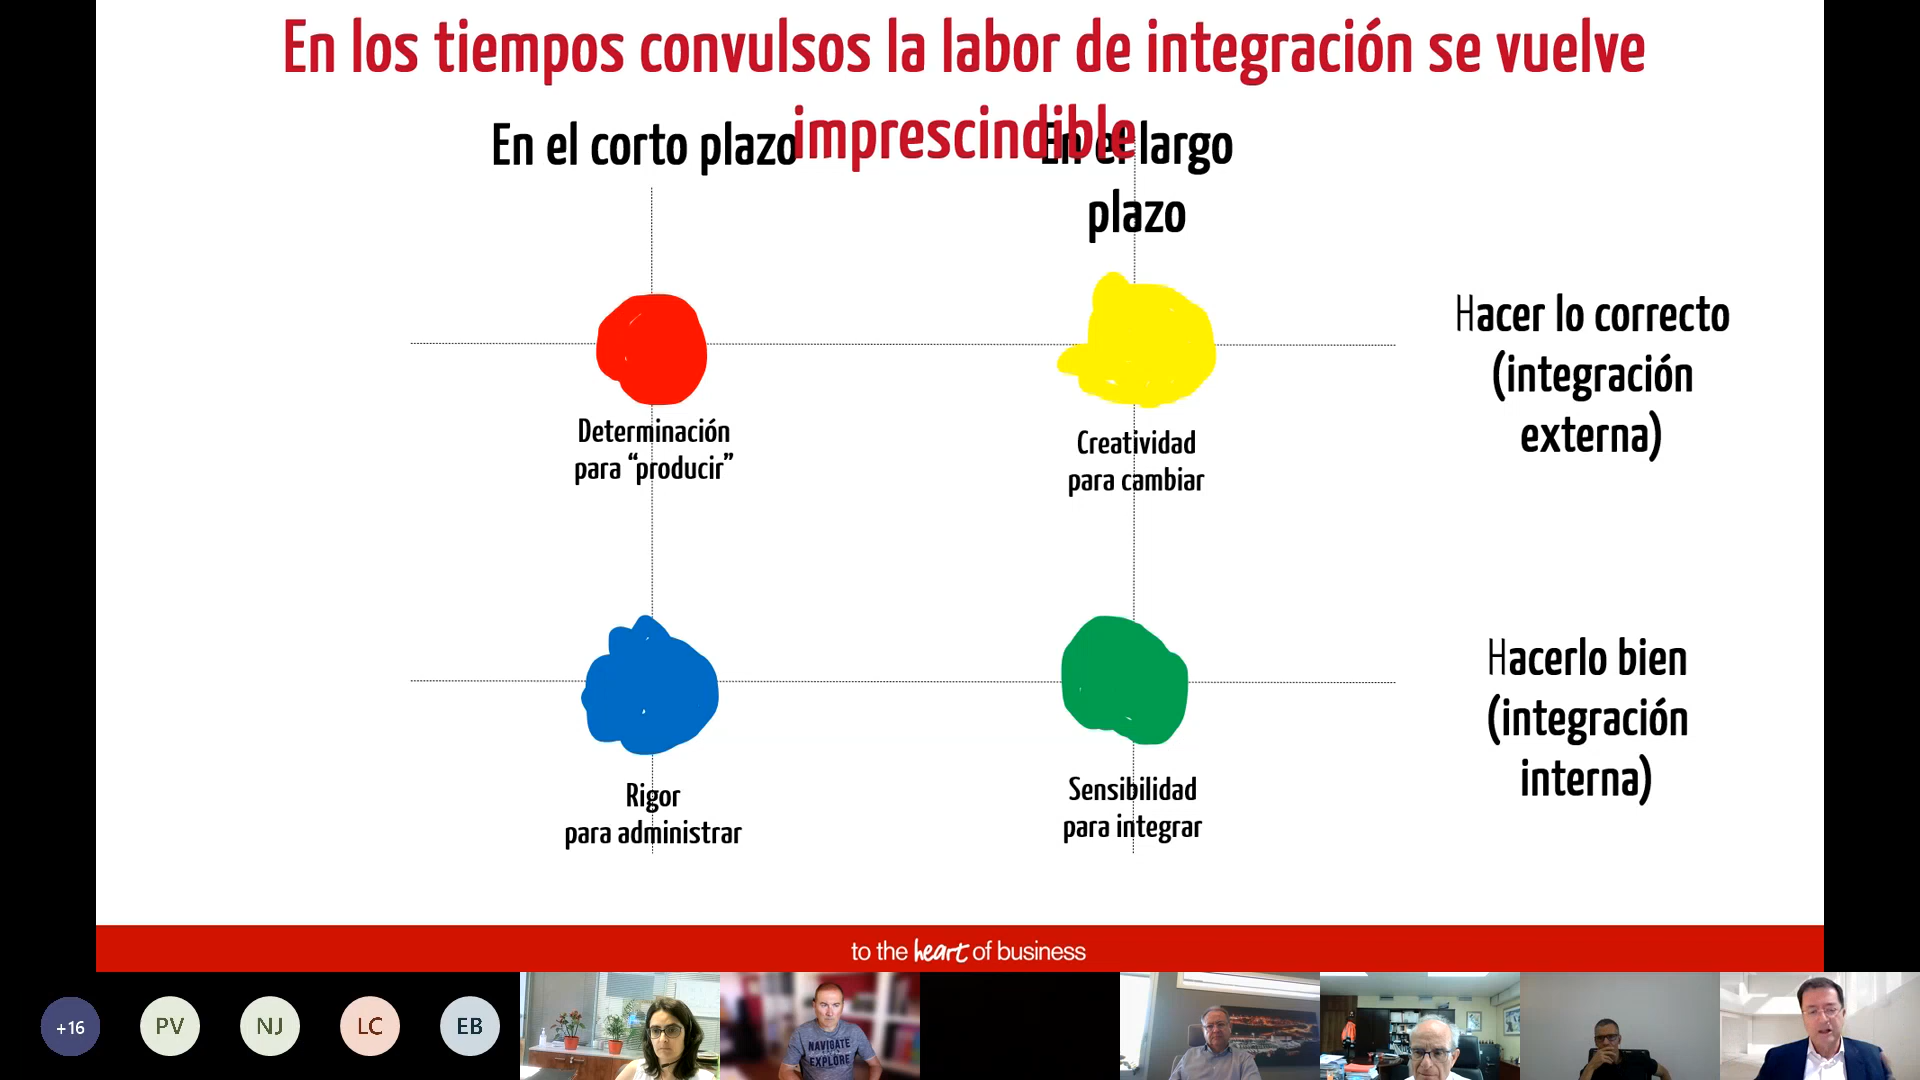 En los tiempos convulsos la labor de integración se vuelve
imprescindible
En el corto plazo
En el largo
plazo
Hacer lo correcto
(integración
externa)
Determinación
para “producir”
Creatividad
para cambiar
Hacerlo bien
(integración
interna)
Rigor
para administrar
Sensibilidad
para integrar
to the heart of business
+16
PV
NJ
LC
EB
NAVIGATE
EXPLORE